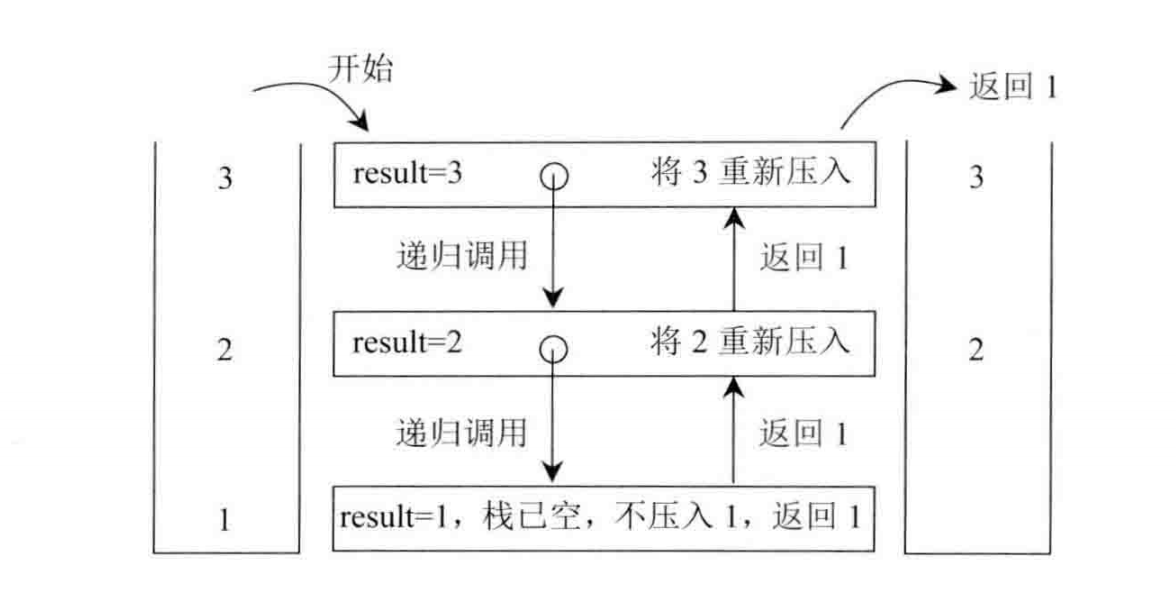 开始
返回 1
3
result=3
将 3 重新压入
3
递归调用
返回 1
2
result=2
将 2 重新压入
2
递归调用
返回 1
1
result=1，栈已空，不压入 1，返回 1